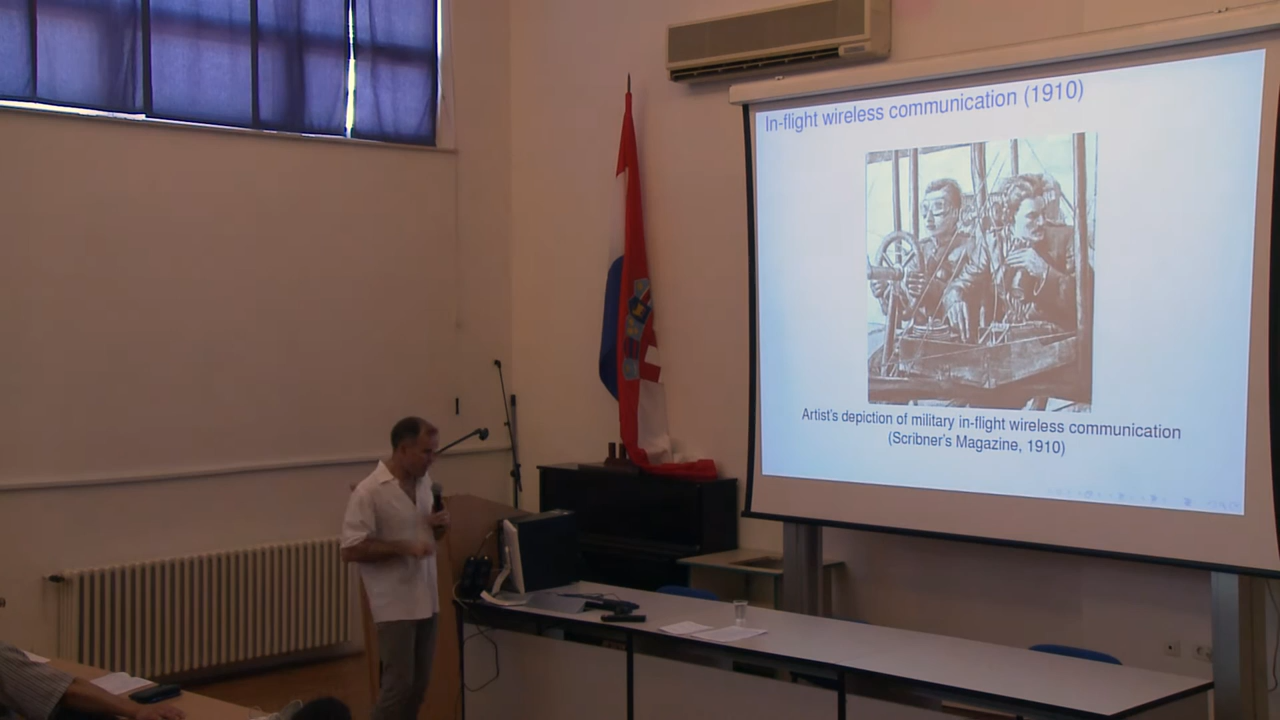 In-flight wireless communication (1910)
Artist's depiction of military in-flight wireless communication
(Scribner's Magazine, 1910)